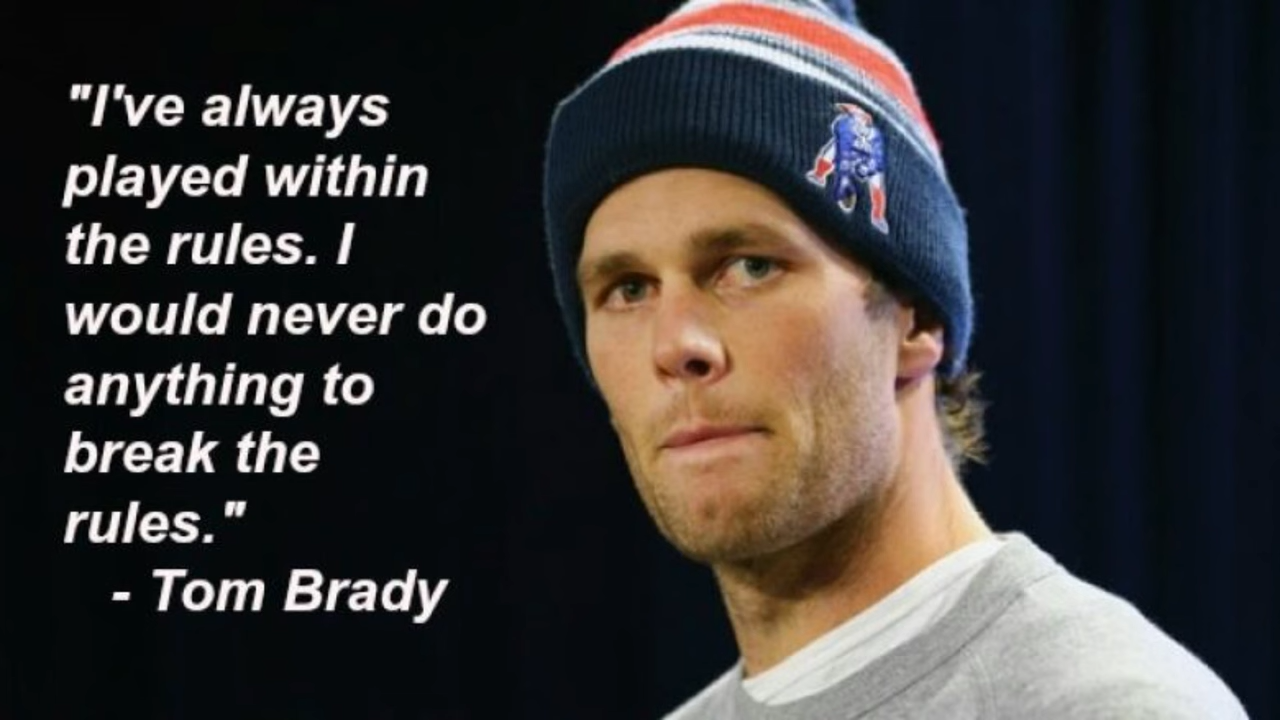 "I've always
played within
the rules. I
would never do
anything to
break the
rules."
- Tom Brady